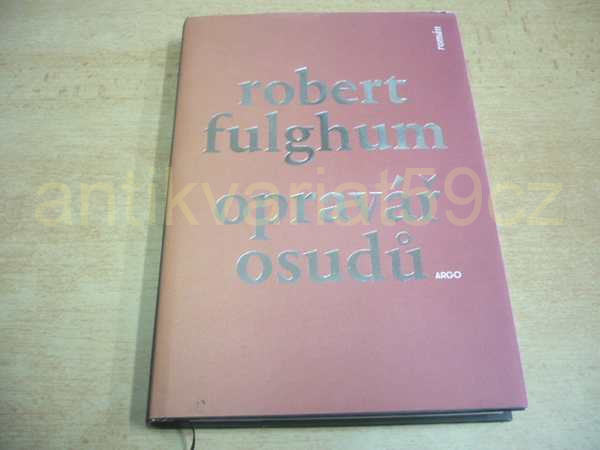 román
robert
fulghum
opravář
osudů
ARGO
antikvariat59cz